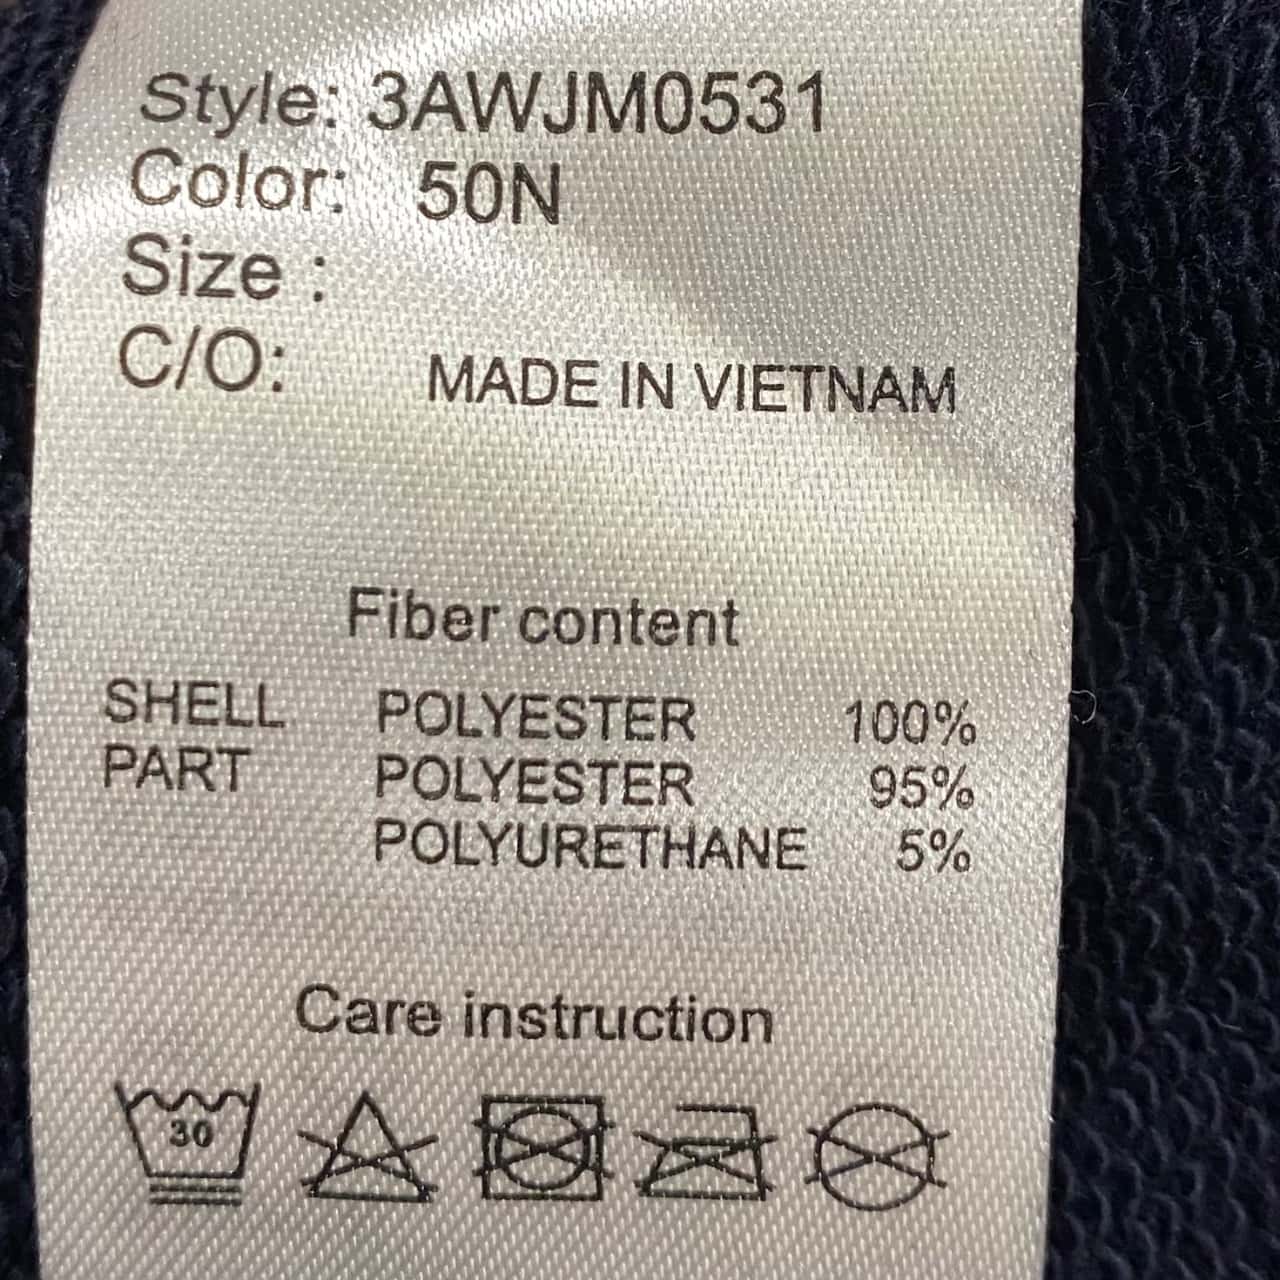 Style: 3AWJM0531
Color: 50N
Size :
C/O: MADE IN VIETNAM
Fiber content
SHELL POLYESTER 100%
PART POLYESTER 95%
POLYURETHANE 5%
Care instruction
30